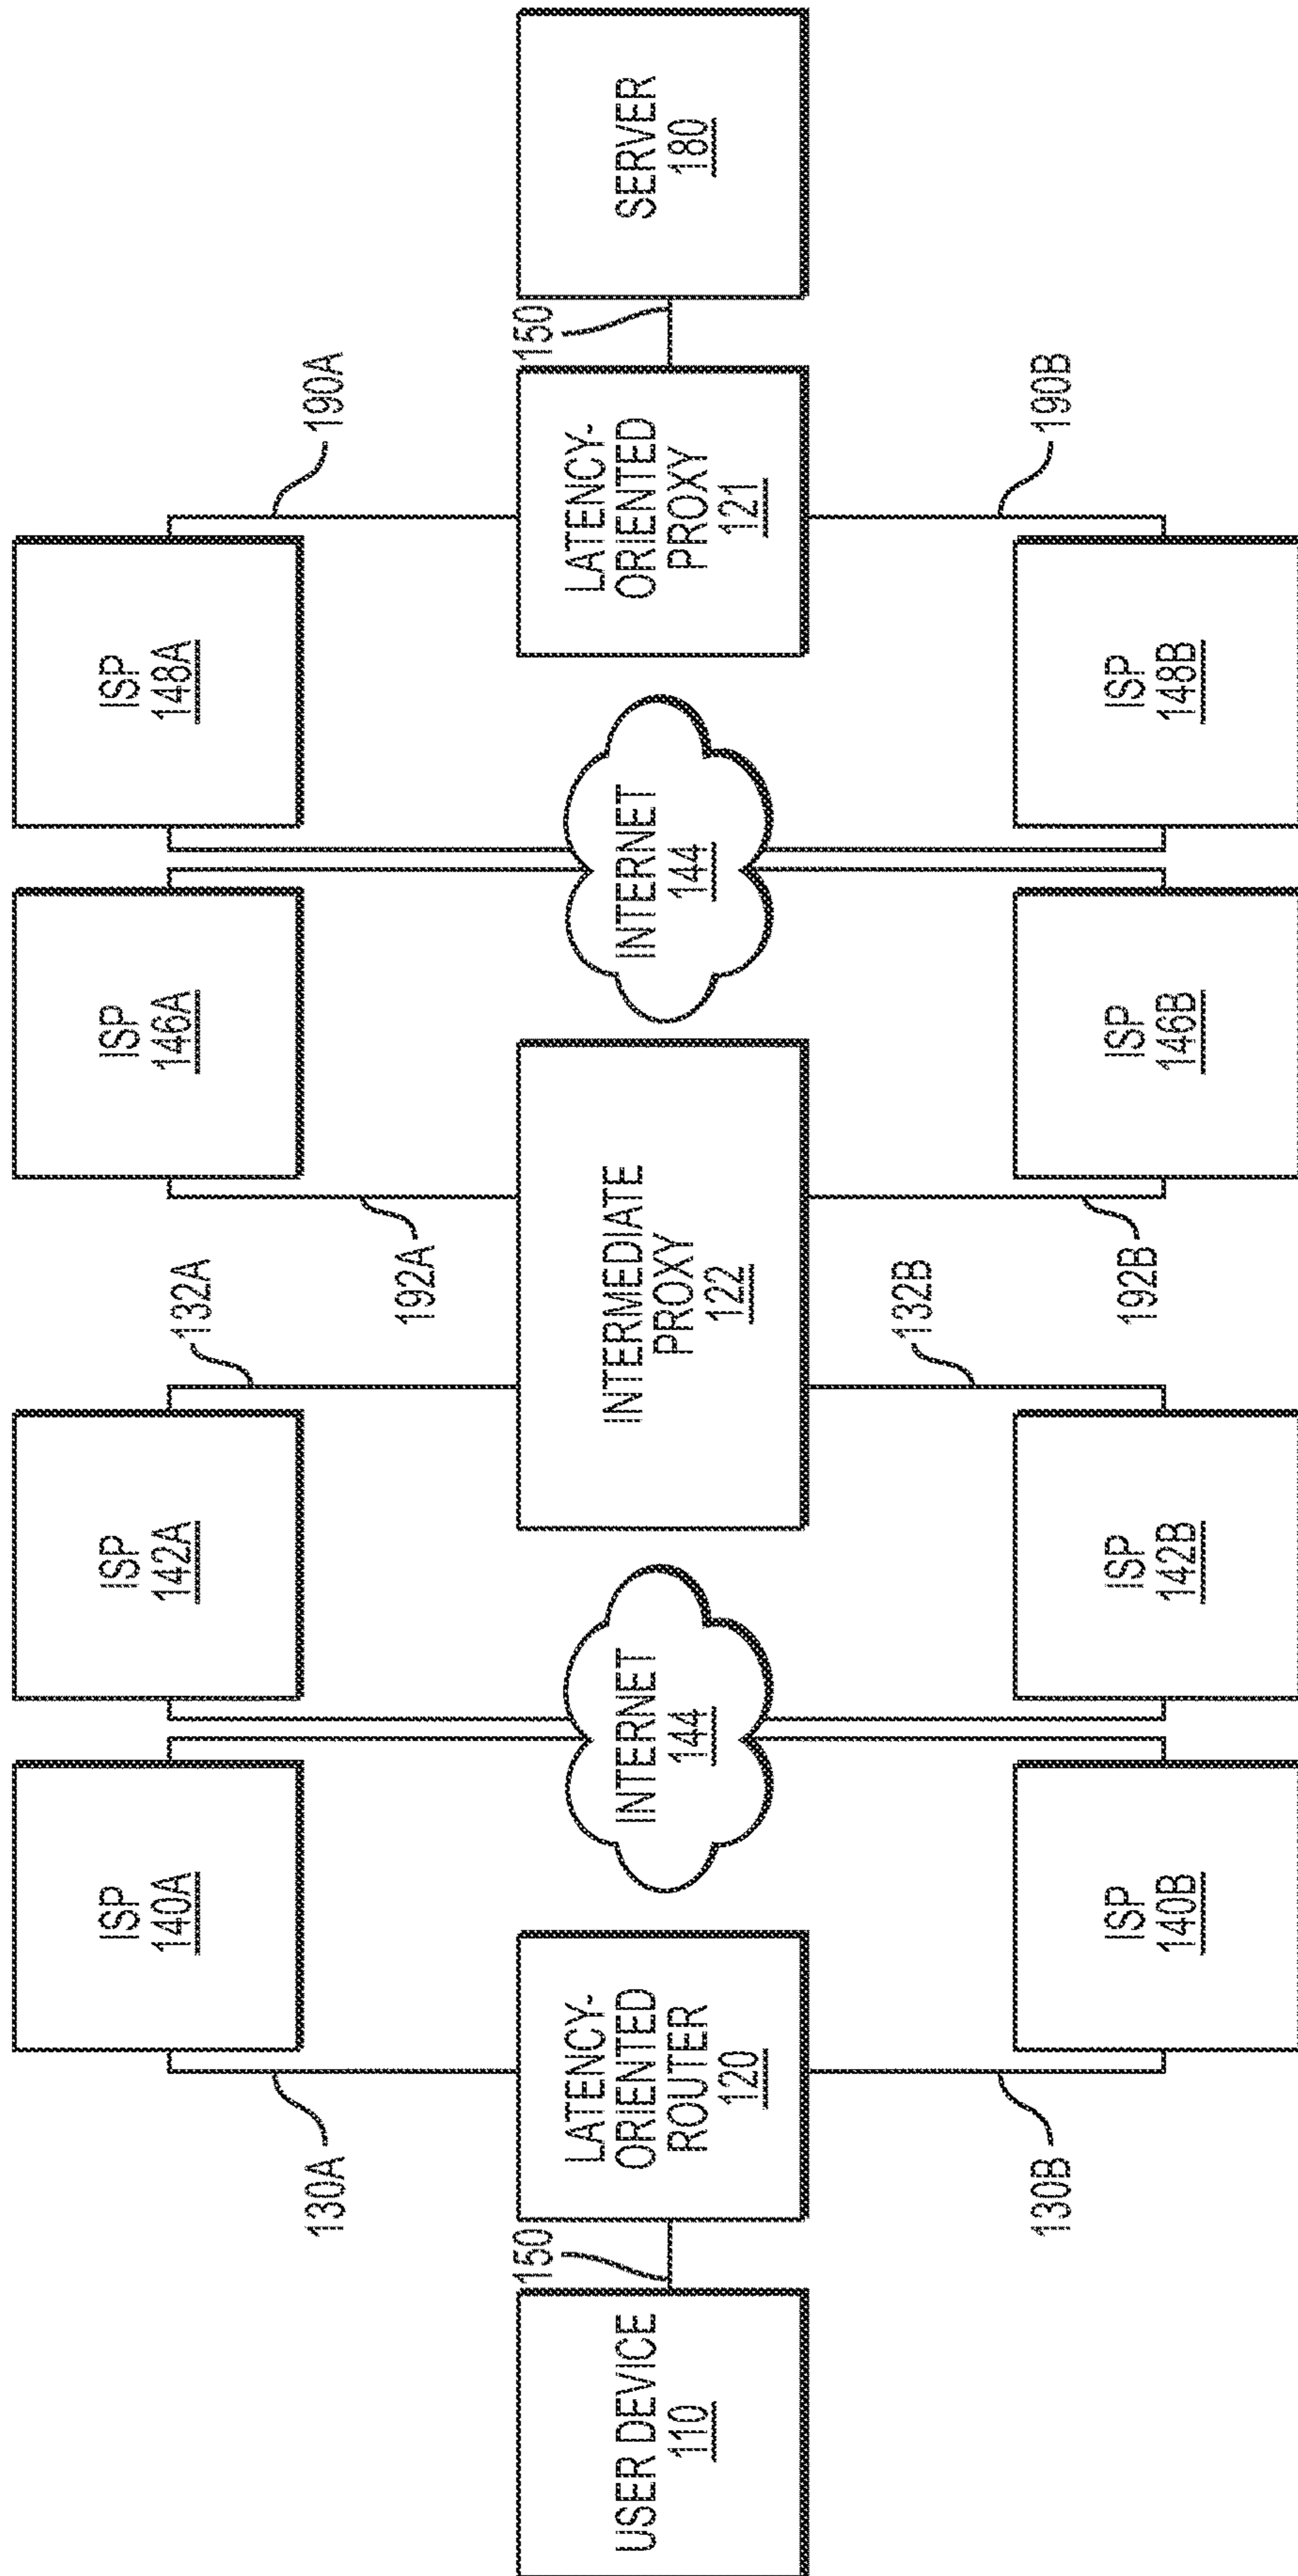 ISP
140A
ISP
142A
ISP
146A
ISP
148A
130A
132A
192A
190A
USER DEVICE
110
150
LATENCY-
ORIENTED
ROUTER
120
INTERNET
144
INTERMEDIATE
PROXY
122
INTERNET
144
LATENCY-
ORIENTED
PROXY
121
150
SERVER
180
130B
132B
192B
190B
ISP
140B
ISP
142B
ISP
146B
ISP
148B